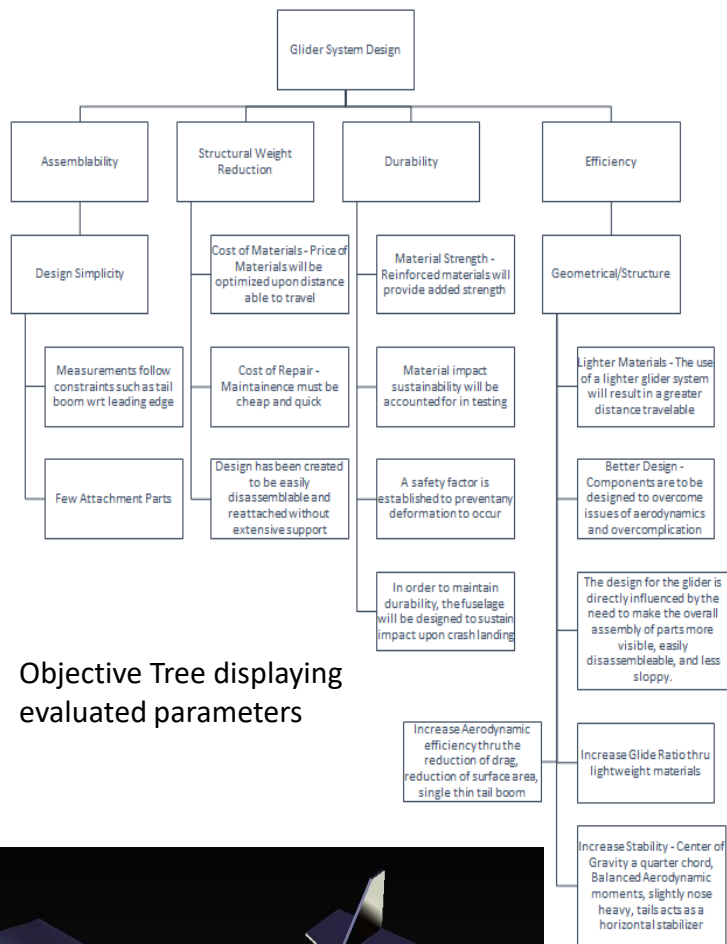 Glider System Design
Assemblability
Structural Weight
Reduction
Durability
Efficiency
Design Simplicity
Cost of Materials - Price of
Materials will be
optimized upon distance
able to travel
Material Strength -
Reinforced materials will
provide added strength
Geometrical/Structure
Measurements follow
constraints such as tail
boom wrt leading edge
Cost of Repair -
Maintainence must be
cheap and quick
Material impact
sustainability will be
accounted for in testing
Lighter Materials - The use
of a lighter glider system
will result in a greater
distance travelable
Few Attachment Parts
Design has been created
to be easily
disassemblable and
reattached without
extensive support
A safety factor is
established to prevent any
deformation to occur
Better Design -
Components are to be
designed to overcome
issues of aerodynamics
and overcomplication
In order to maintain
durability, the fuselage
will be designed to sustain
impact upon crash landing
The design for the glider is
directly influenced by the
need to make the overall
assembly of parts more
visible, easily
disassembleable, and less
sloppy.
Objective Tree displaying
evaluated parameters
Increase Aerodynamic
efficiency thru the
reduction of drag,
reduction of surface area,
single thin tail boom
Increase Glide Ratio thru
lightweight materials
Increase Stability - Center of
Gravity a quarter chord,
Balanced Aerodynamic
moments, slightly nose
heavy, tails acts as a
horizontal stabilizer